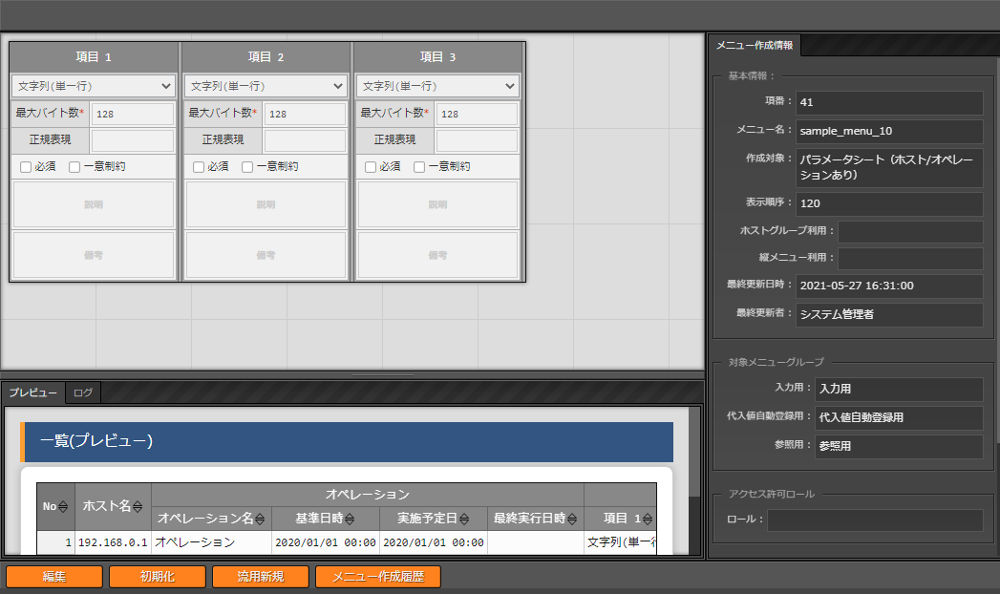 項目 1
項目 2
項目 3
文字列(単一行)
文字列(単一行)
文字列(単一行)
最大バイト数* 128
最大バイト数* 128
最大バイト数* 128
正規表現
正規表現
正規表現
必須 一意制約
必須 一意制約
必須 一意制約
説明
説明
説明
備考
備考
備考
プレビュー ログ
一覧(プレビュー)
オペレーション
No ホスト名 オペレーション名 基準日時 実施予定日 最終実行日時 項目 1
1 192.168.0.1 オペレーション 2020/01/01 00:00 2020/01/01 00:00 文字列(単一行
メニュー作成情報
基本情報：
項番： 41
メニュー名： sample_menu_10
作成対象： パラメータシート（ホスト/オペレー
ションあり）
表示順序： 120
ホストグループ利用：
縦メニュー利用：
最終更新日時： 2021-05-27 16:31:00
最終更新者： システム管理者
対象メニューグループ
入力用： 入力用
代入値自動登録用： 代入値自動登録用
参照用： 参照用
アクセス許可ロール
ロール：
編集 初期化 流用新規 メニュー作成履歴